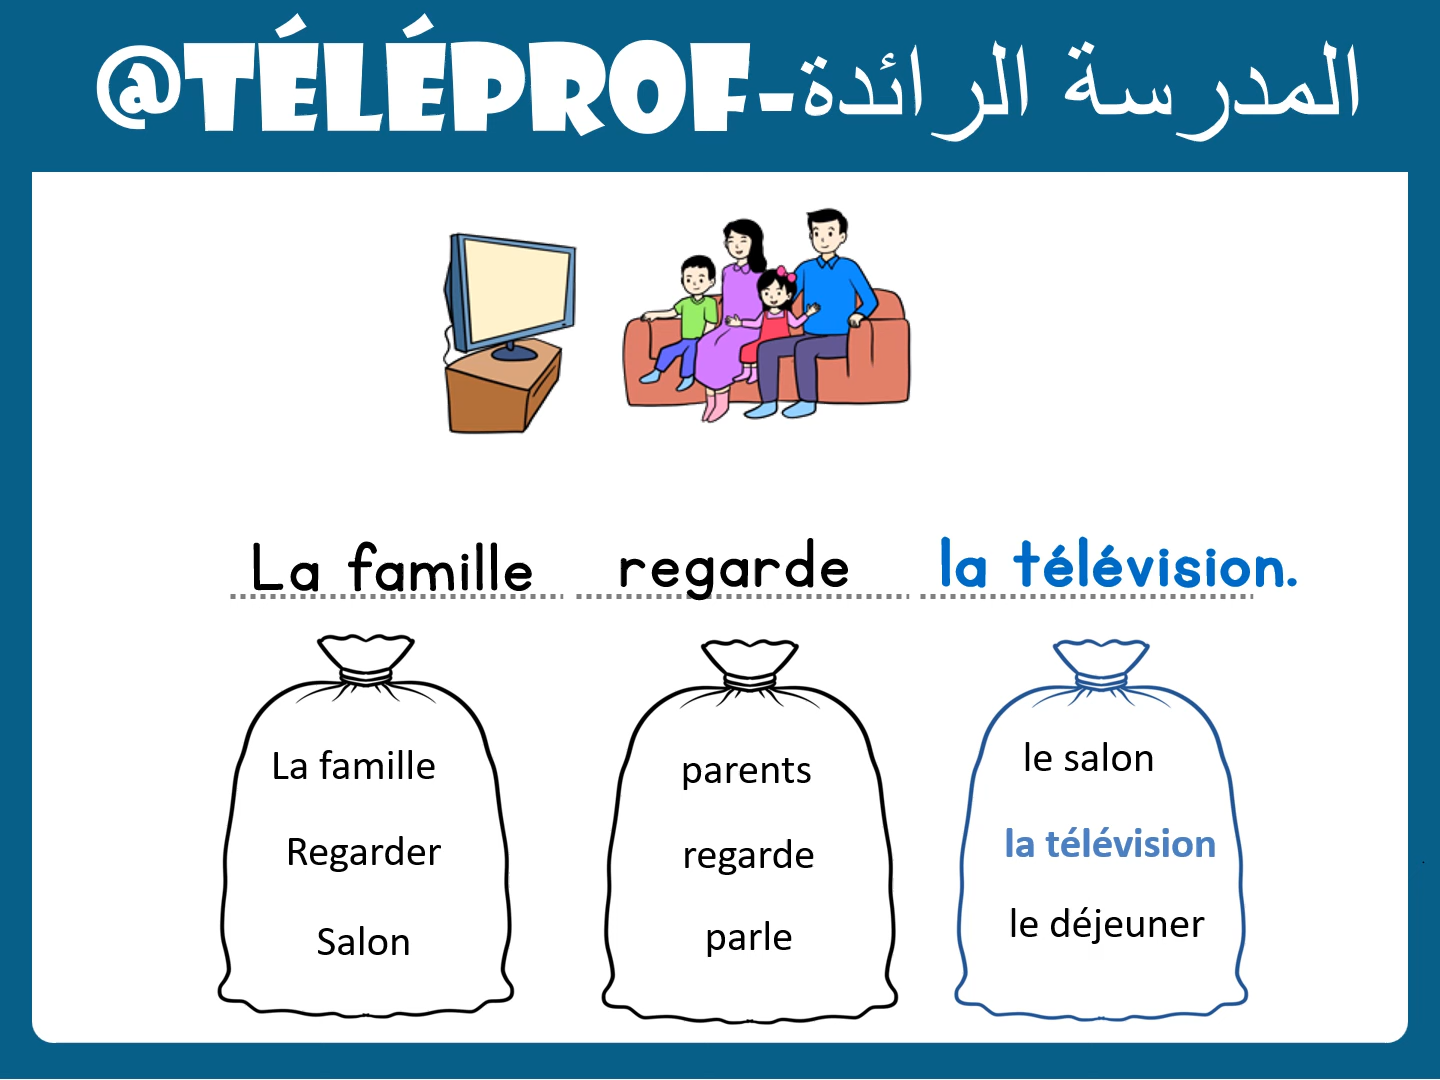 @TÉLÉPROF-المدرسة الرائدة
La famille regarde la télévision.
La famille
Regarder
Salon
parents
regarde
parle
le salon
la télévision
le déjeuner